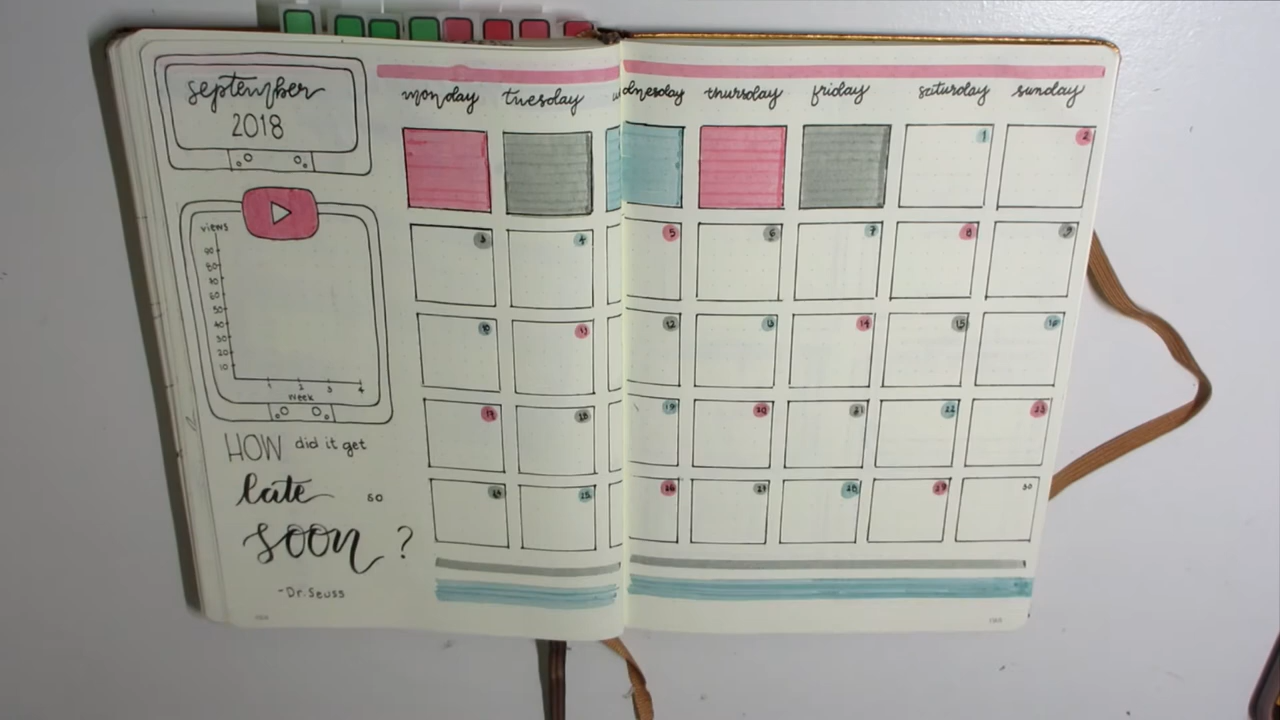 september
2018
monday tuesday wednesday thursday friday saturday sunday
1 2
views
90
80
80
70
60
50
40
30
20
10
1 2 3 4
week
3 4 5 6 7 8 9
10 11 12 13 14 15 16
17 18 19 20 21 22 23
24 25 26 27 28 29 30
HOW did it get
late so
soon?
-Dr. Seuss